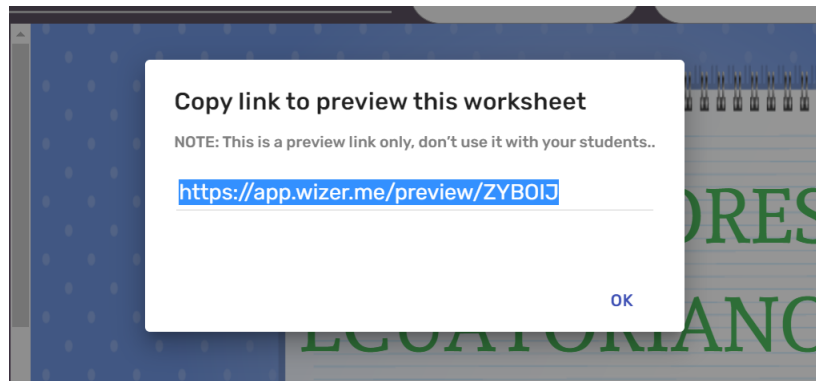 Copy link to preview this worksheet
NOTE: This is a preview link only, don't use it with your students..
https://app.wizer.me/preview/ZYBOIJ
OK